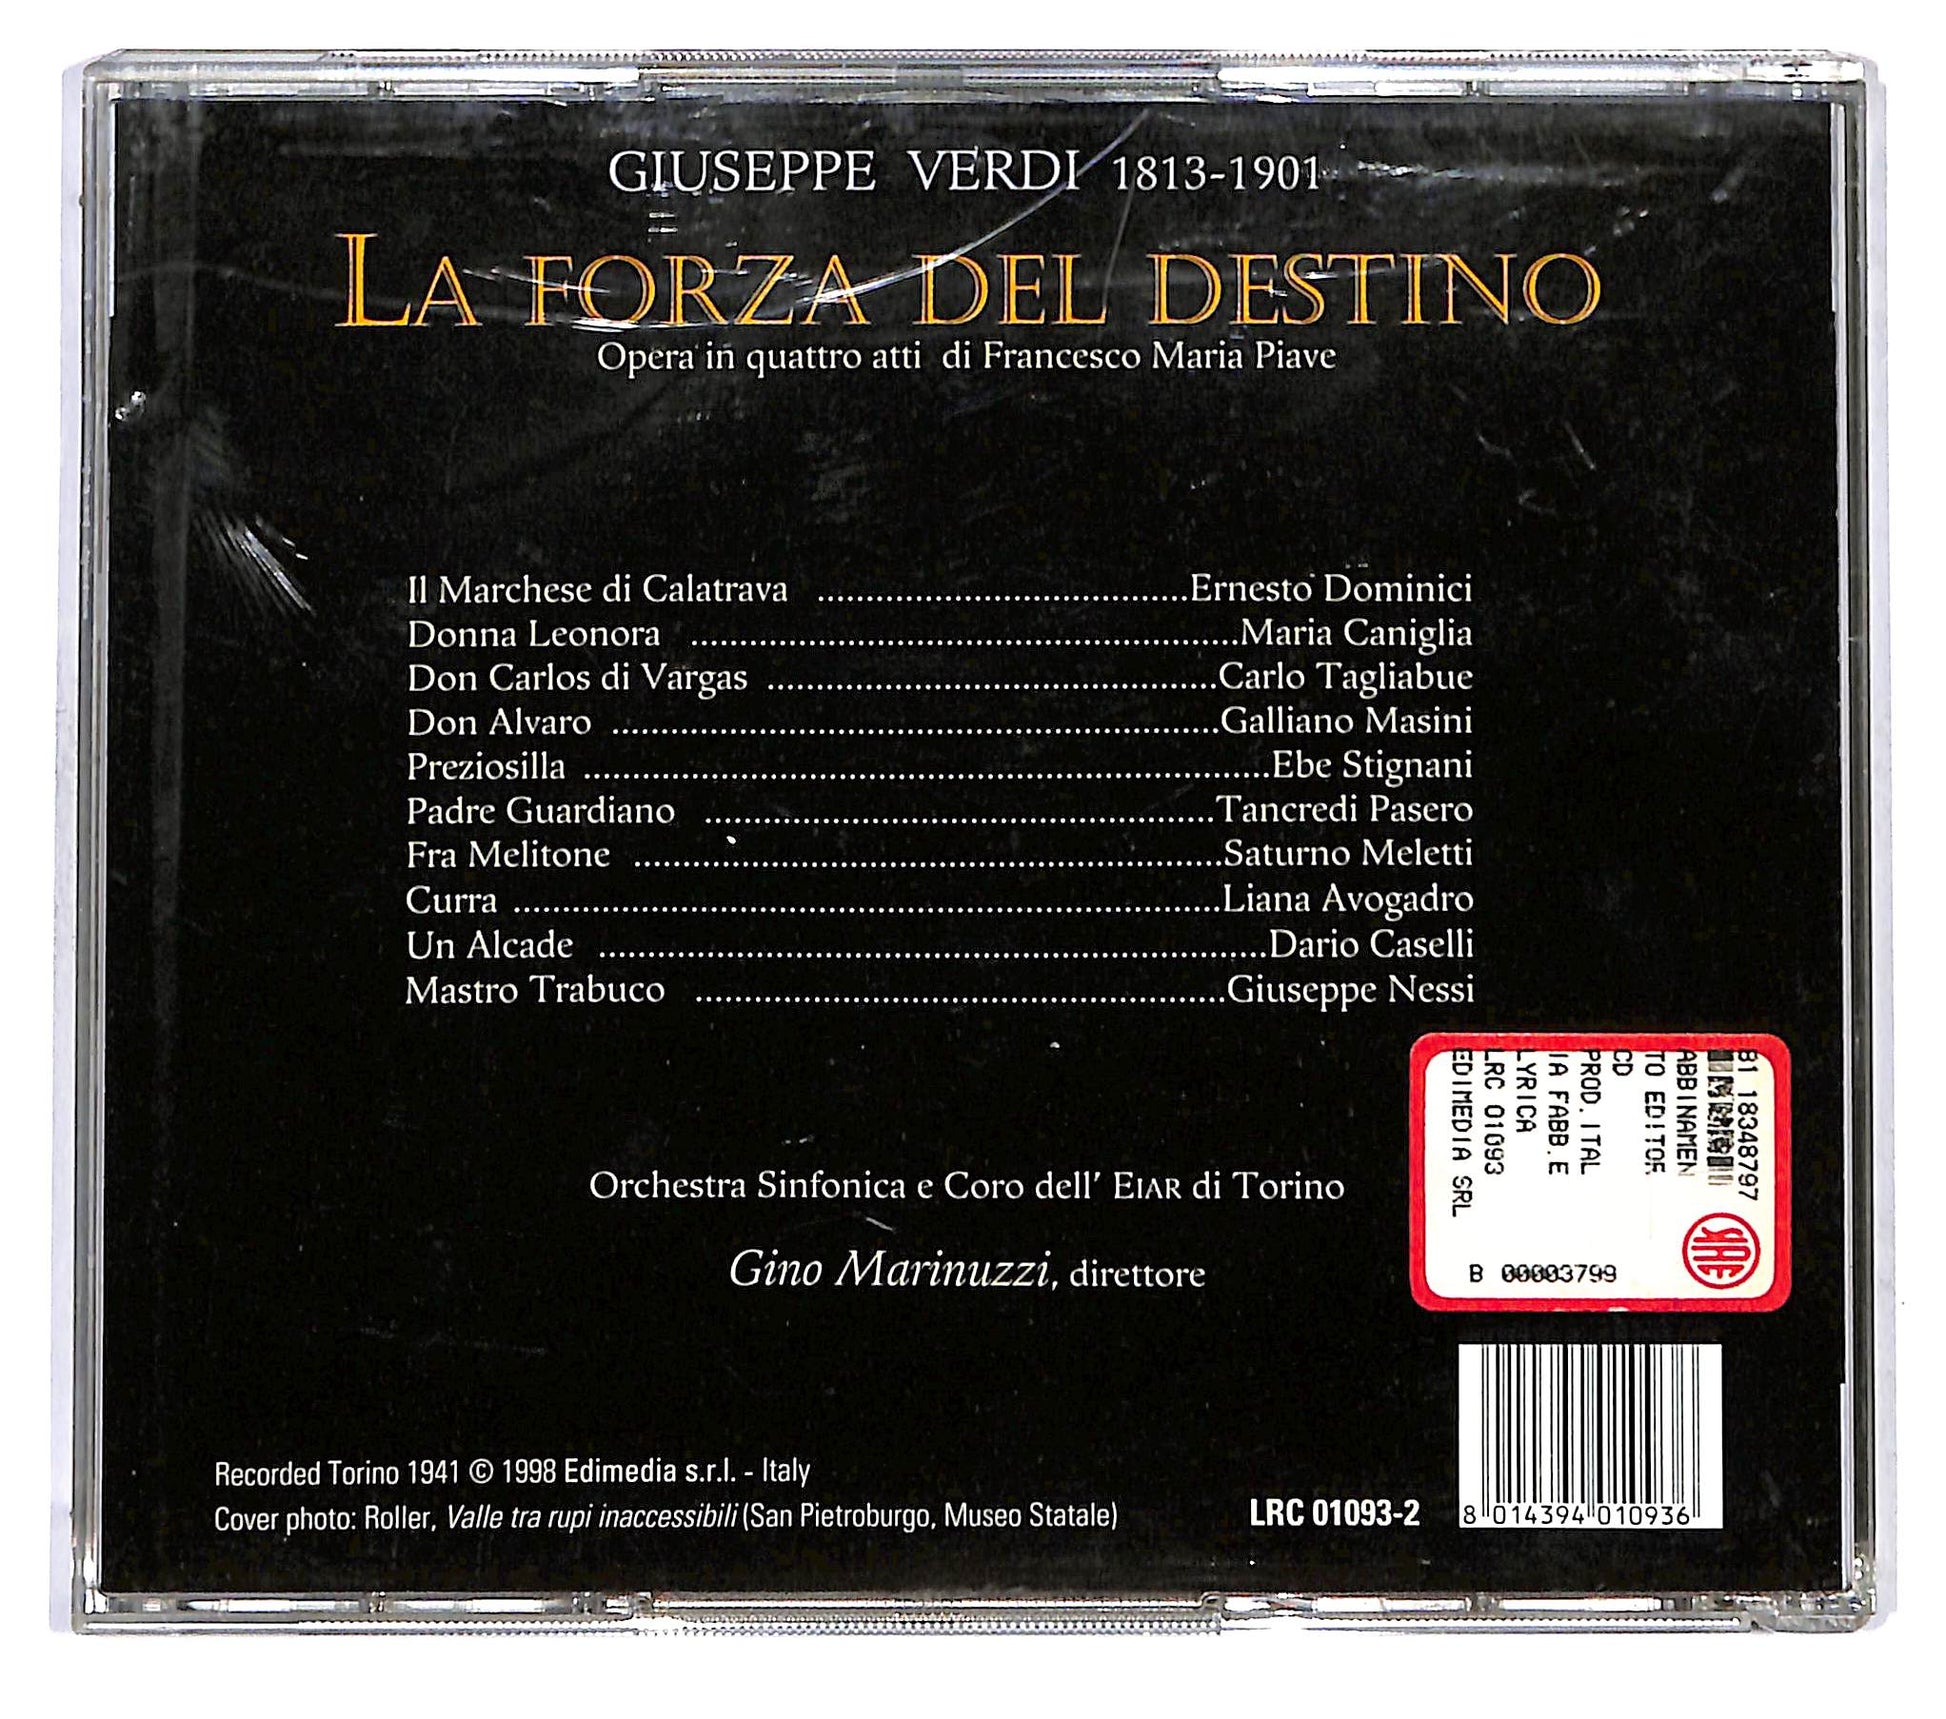 GIUSEPPE VERDI 1813-1901
LA FORZA DEL DESTINO
Opera in quattro atti di Francesco Maria Piave
Il Marchese di Calatrava ......................................Ernesto Dominici
Donna Leonora ........................................................Maria Caniglia
Don Carlos di Vargas ..............................................Carlo Tagliabue
Don Alvaro ..............................................................Galliano Masini
Preziosilla ......................................................................Ebe Stignani
Padre Guardiano ....................................................Tancredi Pasero
Fra Melitone ............................................................Saturno Meletti
Curra ........................................................................Liana Avogadro
Un Alcade ....................................................................Dario Caselli
Mastro Trabuco ......................................................Giuseppe Nessi
Orchestra Sinfonica e Coro dell' EIAR di Torino
Gino Marinuzzi, direttore
B1 18348797
ABBINAMEN
TO EDITOR
CD
PROD. ITAL
IA FABB.E
LYRICA
LRC 01093
EDIMEDIA SRL
SIAE
B 00003799
Recorded Torino 1941 © 1998 Edimedia s.r.l. - Italy
Cover photo: Roller, Valle tra rupi inaccessibili (San Pietroburgo, Museo Statale)
LRC 01093-2
8 014394 010936